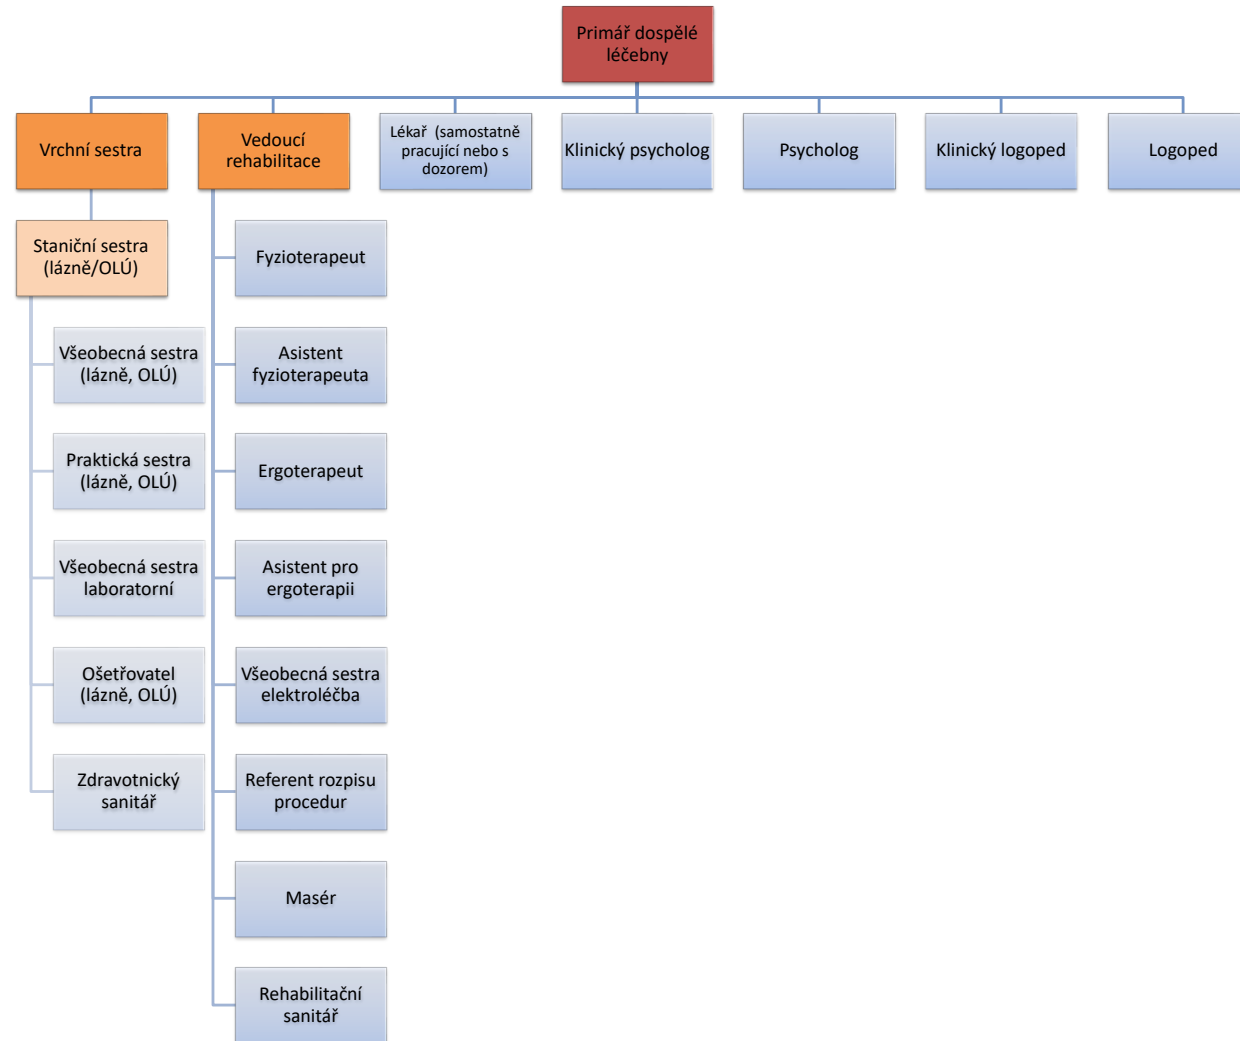 Primář dospělé
léčebny
Vrchní sestra
Vedoucí
rehabilitace
Lékař  (samostatně
pracující nebo s
dozorem)
Klinický psycholog
Psycholog
Klinický logoped
Logoped
Staniční sestra
(lázně/OLÚ)
Všeobecná sestra
(lázně, OLÚ)
Praktická sestra
(lázně, OLÚ)
Všeobecná sestra
laboratorní
Ošetřovatel
(lázně, OLÚ)
Zdravotnický
sanitář
Fyzioterapeut
Asistent
fyzioterapeuta
Ergoterapeut
Asistent pro
ergoterapii
Všeobecná sestra
elektroléčba
Referent rozpisu
procedur
Masér
Rehabilitační
sanitář